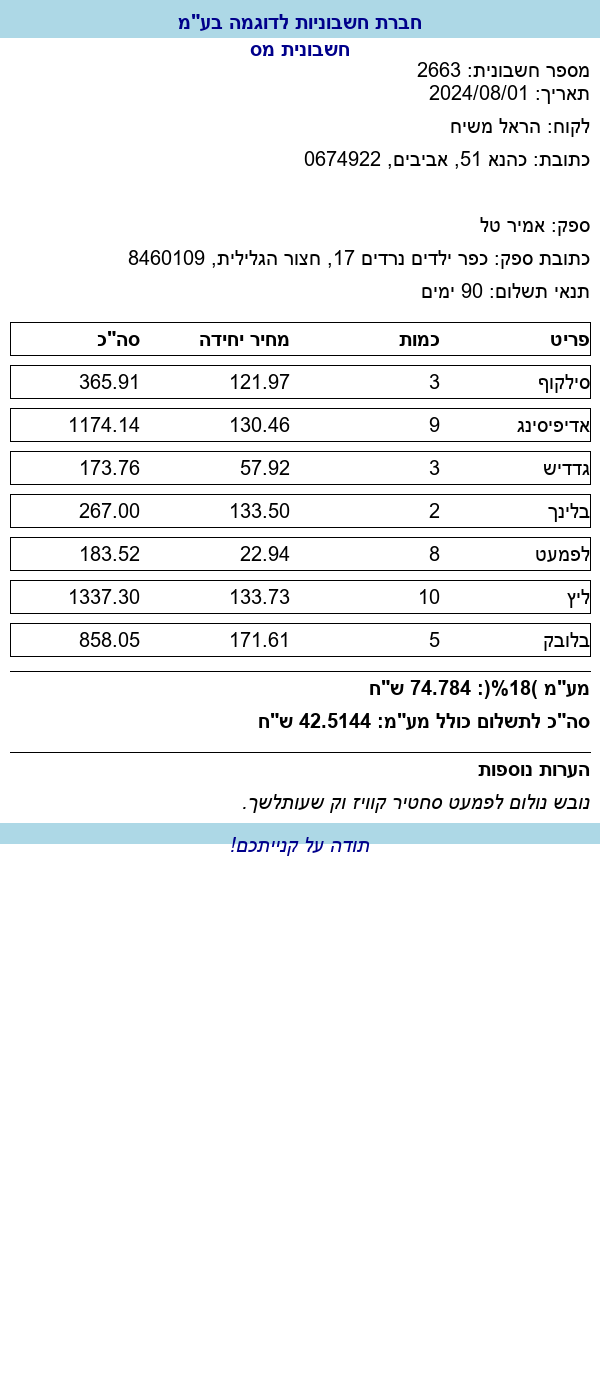 חברת חשבוניות לדוגמה בע"מ
חשבונית מס
מספר חשבונית: 2663
תאריך: 2024/08/01
לקוח: הראל משיח
כתובת: כהנא 51, אביבים, 0674922
ספק: אמיר טל
כתובת ספק: כפר ילדים נרדים 17, חצור הגלילית, 8460109
תנאי תשלום: 90 ימים
פריט כמות מחיר יחידה סה"כ
סילקוף 3 121.97 365.91
אדיפיסינג 9 130.46 1174.14
גדדיש 3 57.92 173.76
בלינך 2 133.50 267.00
לפמעט 8 22.94 183.52
ליץ 10 133.73 1337.30
בלובק 5 171.61 858.05
מע"מ )18%(: 74.784 ש"ח
סה"כ לתשלום כולל מע"מ: 42.5144 ש"ח
הערות נוספות
נובש נולום לפמעט סחטיר קוויז וק שעותלשך.
תודה על קנייתכם!